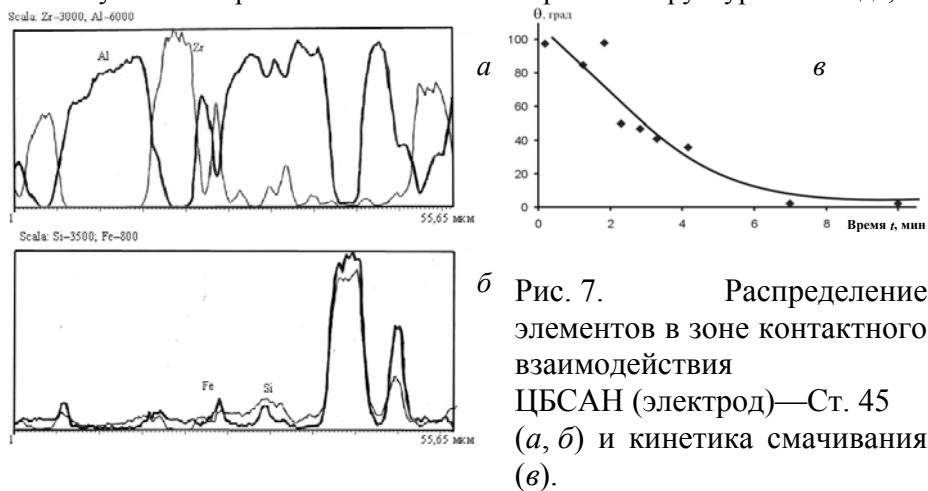 Scala: Zr–3000; Al–6000
Al
Zr
a
1
55,65 мкм
Scala: Si–3500; Fe–800
Fe
Si
б
1
55,65 мкм
Θ, град
100
80
60
40
20
0
0
2
4
6
8
Время t, мин
в
Рис. 7. Распределение
элементов в зоне контактного
взаимодействия
ЦБСАН (электрод)—Ст. 45
(а, б) и кинетика смачивания
(в).